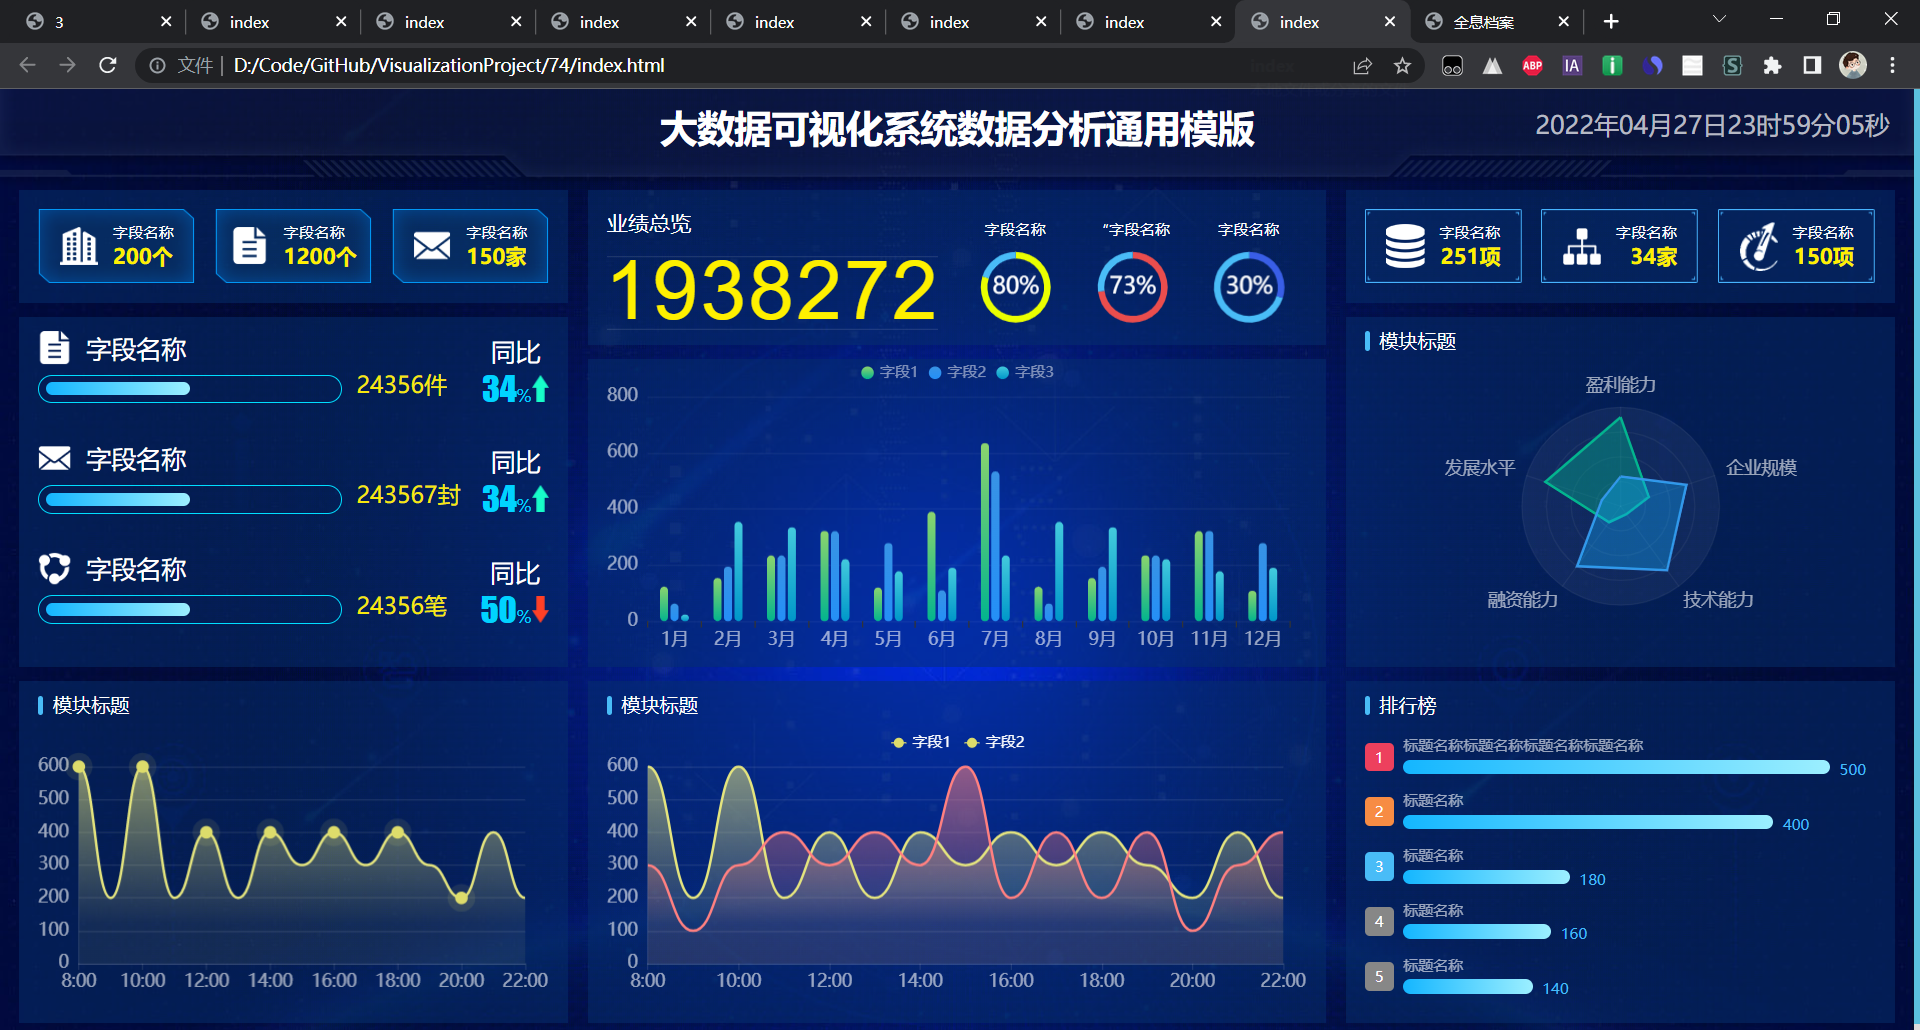 3
index
index
index
index
index
index
index
全息档案
文件 | D:/Code/GitHub/VisualizationProject/74/index.html
ABP
IA
大数据可视化系统数据分析通用模版
2022年04月27日23时59分05秒
字段名称
200个
字段名称
1200个
字段名称
150家
字段名称
同比
24356件
34%
字段名称
同比
243567封
34%
字段名称
同比
24356笔
50%
业绩总览
1938272
字段名称
80%
"字段名称
73%
字段名称
30%
字段1 字段2 字段3
800
600
400
200
0
1月 2月 3月 4月 5月 6月 7月 8月 9月 10月 11月 12月
字段名称
251项
字段名称
34家
字段名称
150项
模块标题
盈利能力
发展水平
企业规模
融资能力
技术能力
模块标题
600
500
400
300
200
100
0
8:00 10:00 12:00 14:00 16:00 18:00 20:00 22:00
模块标题
字段1 字段2
600
500
400
300
200
100
0
8:00 10:00 12:00 14:00 16:00 18:00 20:00 22:00
排行榜
1 标题名称标题名称标题名称标题名称
500
2 标题名称
400
3 标题名称
180
4 标题名称
160
5 标题名称
140